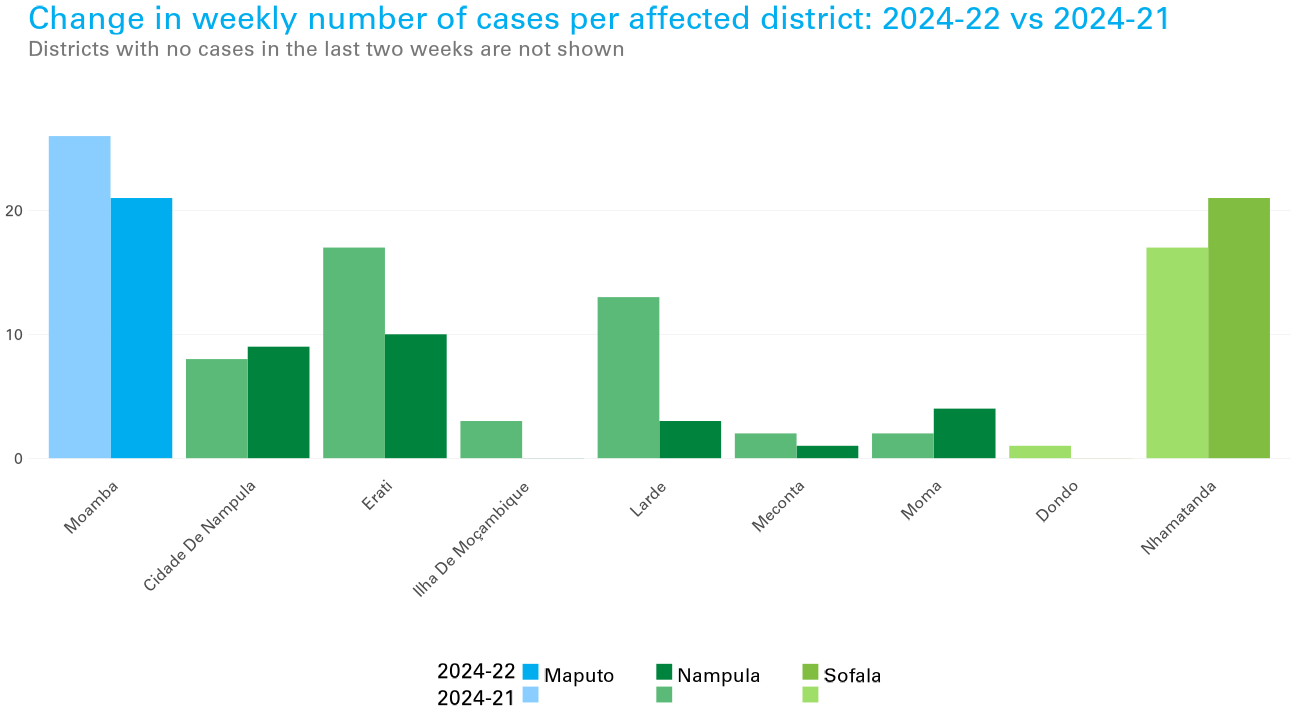 Change in weekly number of cases per affected district: 2024-22 vs 2024-21
Districts with no cases in the last two weeks are not shown
20
10
0
Moamba
Cidade De Nampula
Erati
Ilha De Moçambique
Larde
Meconta
Moma
Dondo
Nhamatanda
2024-22 Maputo Nampula Sofala
2024-21